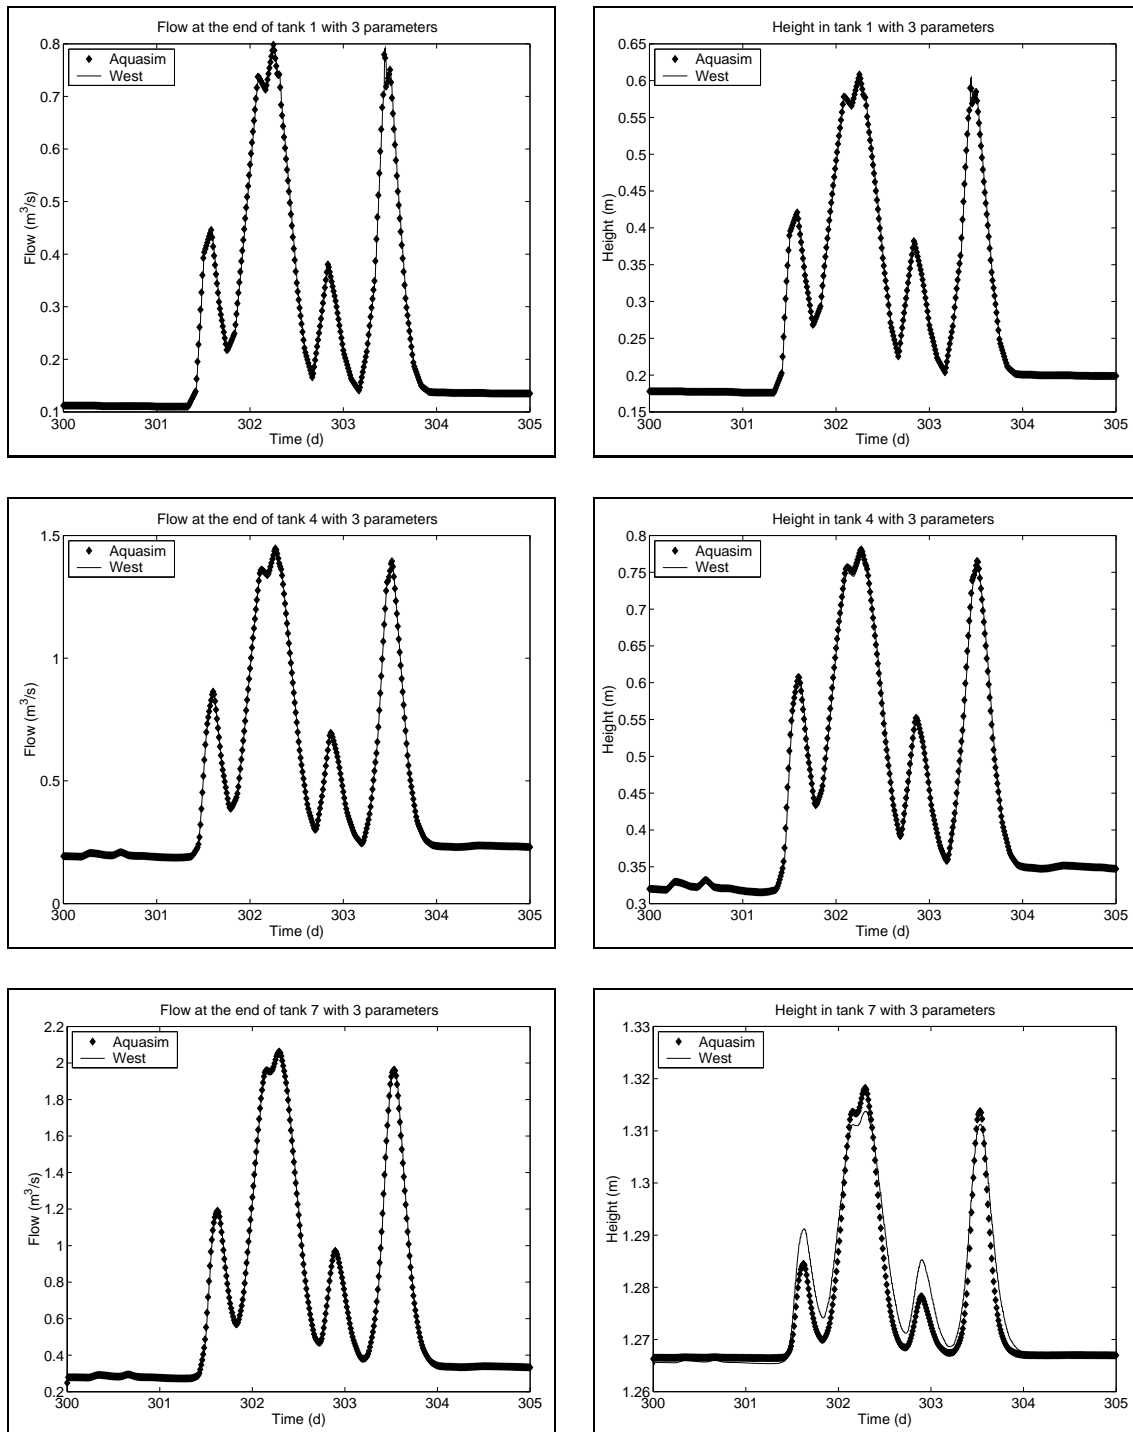 Flow at the end of tank 1 with 3 parameters
0.8
0.7
0.6
0.5
0.4
0.3
0.2
0.1
Flow (m³/s)
Aquasim
West
300 301 302 303 304 305
Time (d)
Height in tank 1 with 3 parameters
0.65
0.6
0.55
0.5
0.45
0.4
0.35
0.3
0.25
0.2
0.15
Height (m)
Aquasim
West
300 301 302 303 304 305
Time (d)
Flow at the end of tank 4 with 3 parameters
1.5
1
0.5
0
Flow (m³/s)
Aquasim
West
300 301 302 303 304 305
Time (d)
Height in tank 4 with 3 parameters
0.8
0.75
0.7
0.65
0.6
0.55
0.5
0.45
0.4
0.35
0.3
Height (m)
Aquasim
West
300 301 302 303 304 305
Time (d)
Flow at the end of tank 7 with 3 parameters
2.2
2
1.8
1.6
1.4
1.2
1
0.8
0.6
0.4
0.2
Flow (m³/s)
Aquasim
West
300 301 302 303 304 305
Time (d)
Height in tank 7 with 3 parameters
1.33
1.32
1.31
1.3
1.29
1.28
1.27
1.26
Height (m)
Aquasim
West
300 301 302 303 304 305
Time (d)